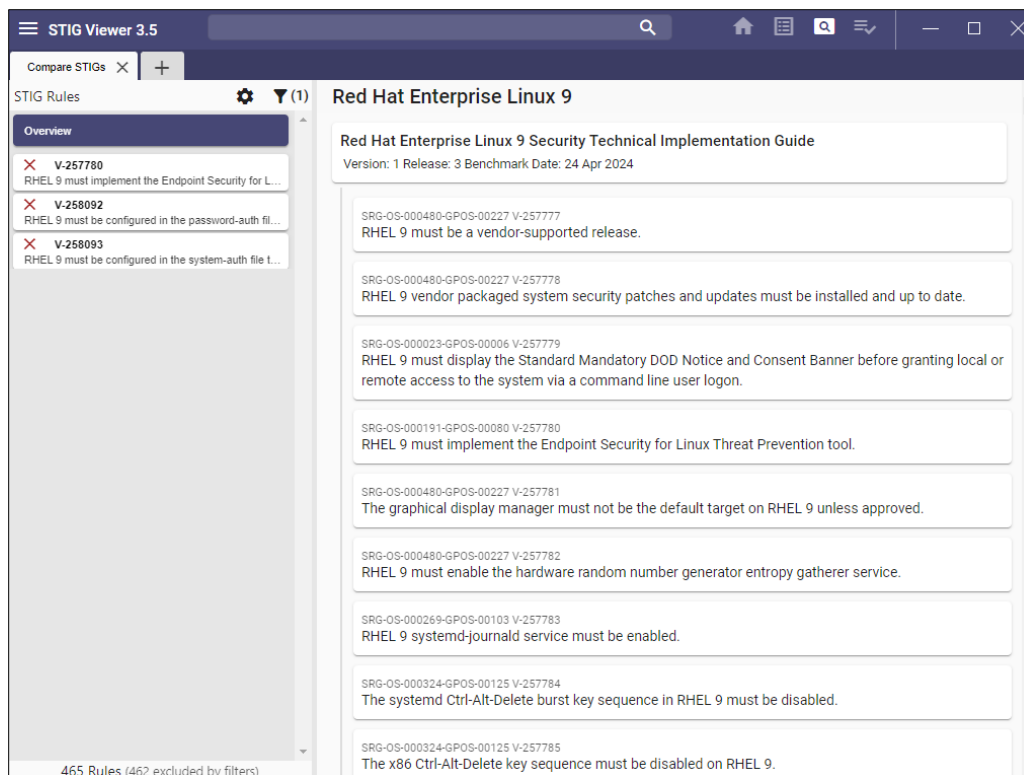 STIG Viewer 3.5
Compare STIGs
STIG Rules
(1)
Overview
V-257780
RHEL 9 must implement the Endpoint Security for L...
V-258092
RHEL 9 must be configured in the password-auth fil...
V-258093
RHEL 9 must be configured in the system-auth file t...
465 Rules (462 excluded by filters)
Red Hat Enterprise Linux 9
Red Hat Enterprise Linux 9 Security Technical Implementation Guide
Version: 1 Release: 3 Benchmark Date: 24 Apr 2024
SRG-OS-000480-GPOS-00227 V-257777
RHEL 9 must be a vendor-supported release.
SRG-OS-000480-GPOS-00227 V-257778
RHEL 9 vendor packaged system security patches and updates must be installed and up to date.
SRG-OS-000023-GPOS-00006 V-257779
RHEL 9 must display the Standard Mandatory DOD Notice and Consent Banner before granting local or
remote access to the system via a command line user logon.
SRG-OS-000191-GPOS-00080 V-257780
RHEL 9 must implement the Endpoint Security for Linux Threat Prevention tool.
SRG-OS-000480-GPOS-00227 V-257781
The graphical display manager must not be the default target on RHEL 9 unless approved.
SRG-OS-000480-GPOS-00227 V-257782
RHEL 9 must enable the hardware random number generator entropy gatherer service.
SRG-OS-000269-GPOS-00103 V-257783
RHEL 9 systemd-journald service must be enabled.
SRG-OS-000324-GPOS-00125 V-257784
The systemd Ctrl-Alt-Delete burst key sequence in RHEL 9 must be disabled.
SRG-OS-000324-GPOS-00125 V-257785
The x86 Ctrl-Alt-Delete key sequence must be disabled on RHEL 9.